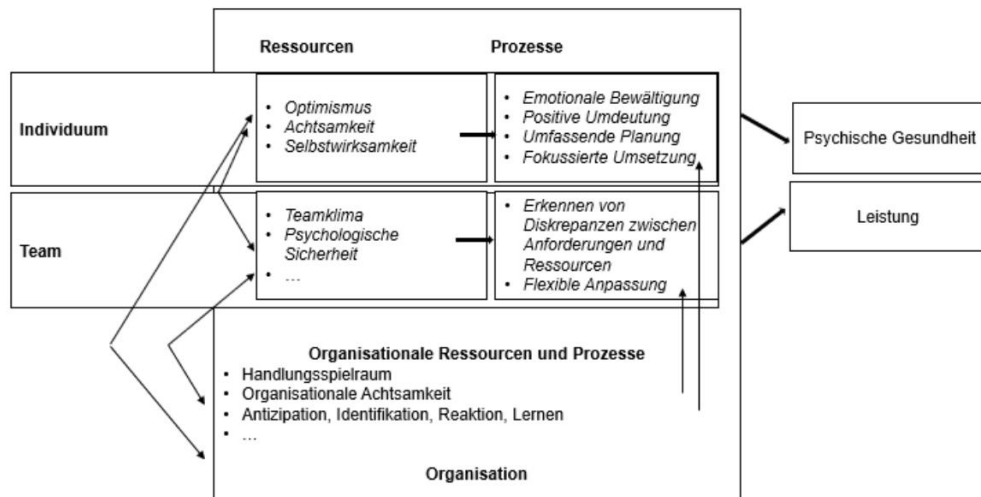 Ressourcen
Prozesse
Individuum
• Optimismus
• Achtsamkeit
• Selbstwirksamkeit
• Emotionale Bewältigung
• Positive Umdeutung
• Umfassende Planung
• Fokussierte Umsetzung
Psychische Gesundheit
Team
• Teamklima
• Psychologische
Sicherheit
• …
• Erkennen von
Diskrepanzen zwischen
Anforderungen und
Ressourcen
• Flexible Anpassung
Leistung
Organisationale Ressourcen und Prozesse
• Handlungsspielraum
• Organisationale Achtsamkeit
• Antizipation, Identifikation, Reaktion, Lernen
• …
Organisation